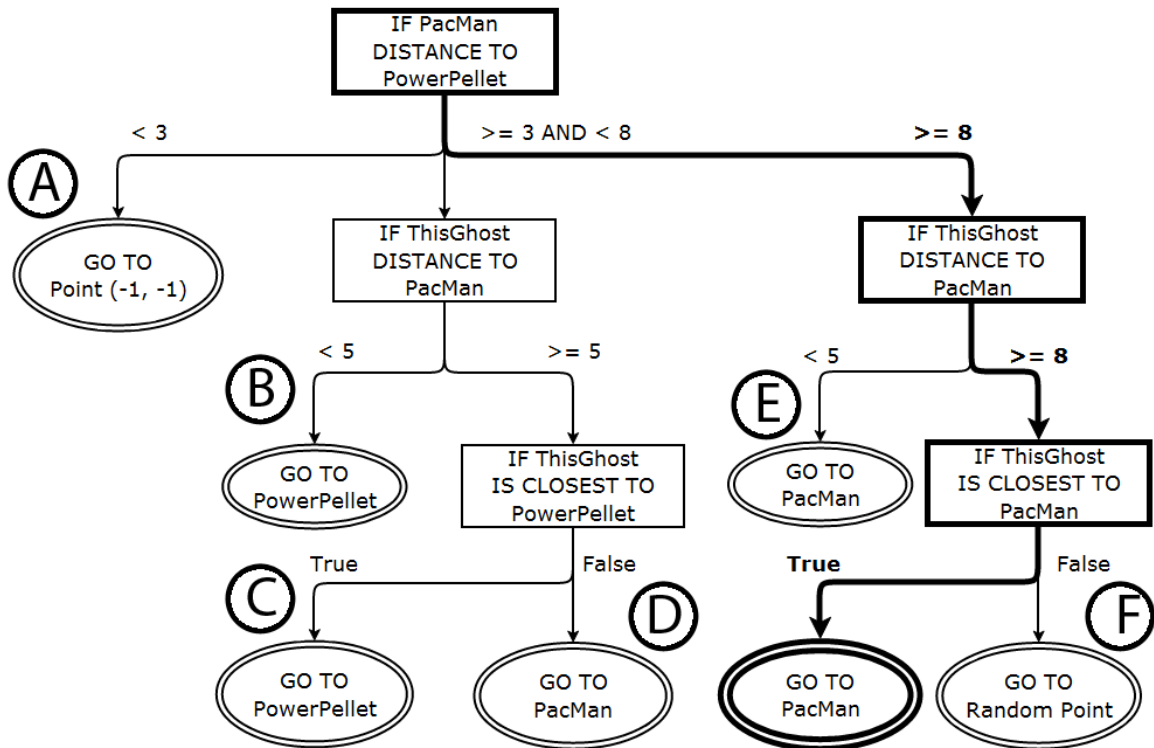 IF PacMan
DISTANCE TO
PowerPellet
< 3
>= 3 AND < 8
>= 8
A
GO TO
Point (-1, -1)
IF ThisGhost
DISTANCE TO
PacMan
IF ThisGhost
DISTANCE TO
PacMan
< 5
>= 5
< 5
>= 8
B
GO TO
PowerPellet
IF ThisGhost
IS CLOSEST TO
PowerPellet
E
GO TO
PacMan
IF ThisGhost
IS CLOSEST TO
PacMan
True
False
True
False
C
GO TO
PowerPellet
D
GO TO
PacMan
GO TO
PacMan
F
GO TO
Random Point